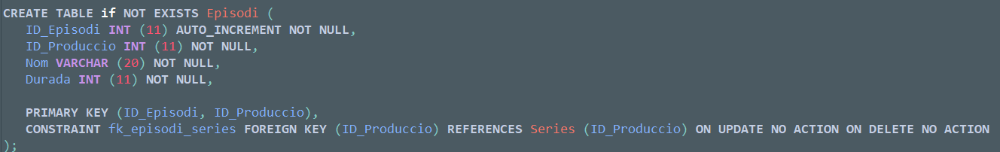 CREATE TABLE if NOT EXISTS Episodi (
ID_Episodi INT (11) AUTO_INCREMENT NOT NULL,
ID_Produccio INT (11) NOT NULL,
Nom VARCHAR (20) NOT NULL,
Durada INT (11) NOT NULL,
PRIMARY KEY (ID_Episodi, ID_Produccio),
CONSTRAINT fk_episodi_series FOREIGN KEY (ID_Produccio) REFERENCES Series (ID_Produccio) ON UPDATE NO ACTION ON DELETE NO ACTION
);